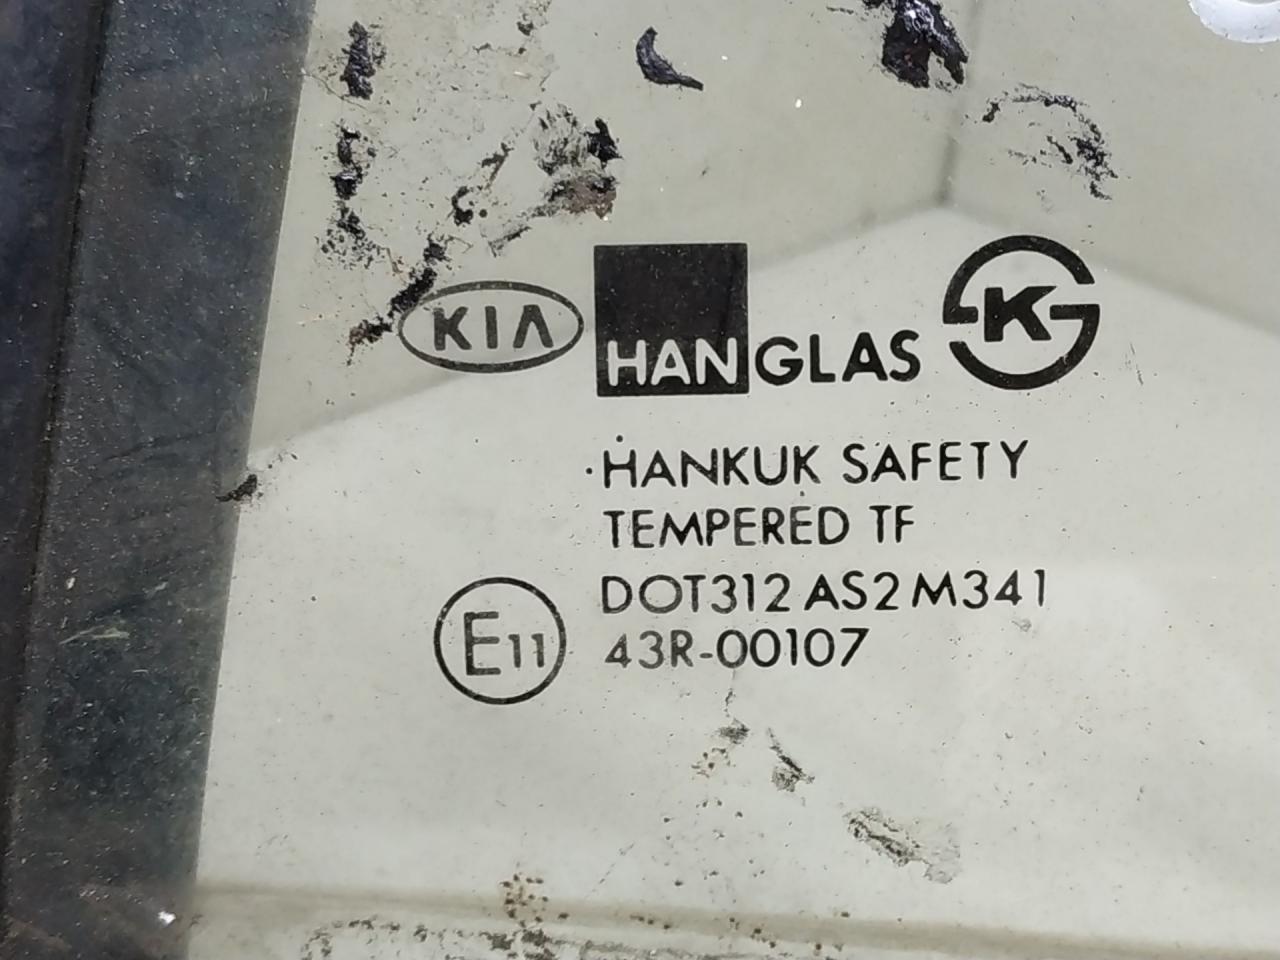 KIA HANGLAS K
·HANKUK SAFETY
TEMPERED TF
DOT312 AS2 M341
E11 43R-00107